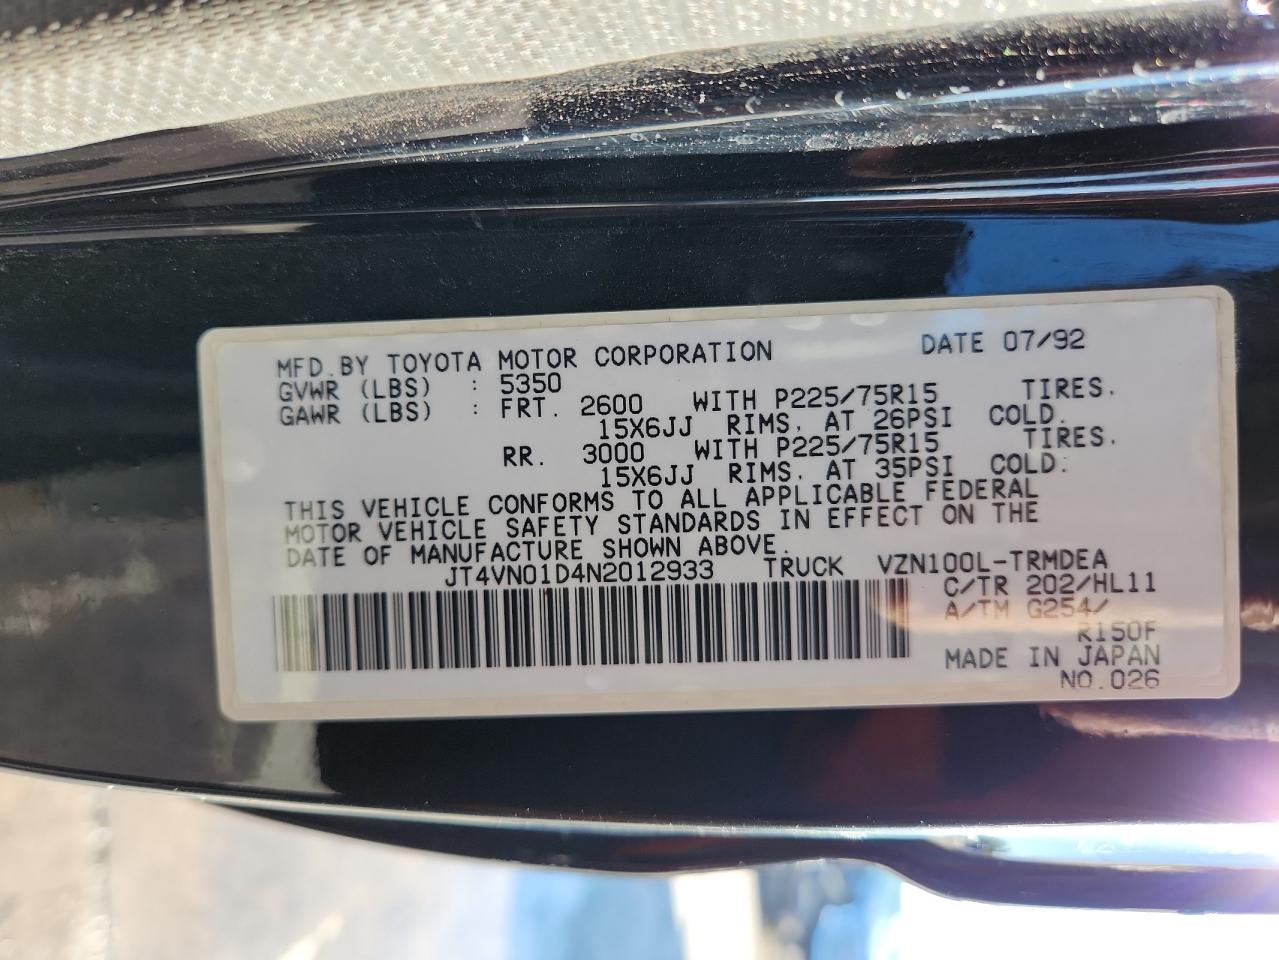 MFD. BY TOYOTA MOTOR CORPORATION DATE 07/92
GVWR (LBS) : 5350
GAWR (LBS) : FRT. 2600 WITH P225/75R15 TIRES.
15X6JJ RIMS, AT 26PSI COLD.
RR. 3000 WITH P225/75R15 TIRES.
15X6JJ RIMS, AT 35PSI COLD.
THIS VEHICLE CONFORMS TO ALL APPLICABLE FEDERAL
MOTOR VEHICLE SAFETY STANDARDS IN EFFECT ON THE
DATE OF MANUFACTURE SHOWN ABOVE.
JT4VN01D4N2012933 TRUCK VZN100L-TRMDEA
C/TR 202/HL11
A/TM G254/
R150F
MADE IN JAPAN
NO.026